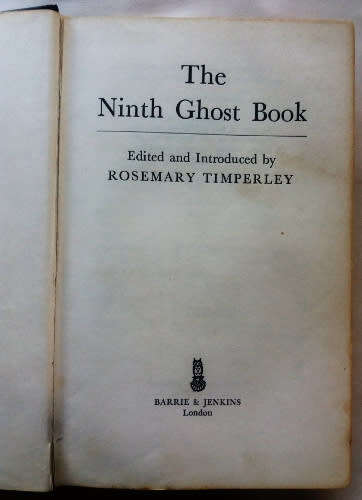 The
Ninth Ghost Book
Edited and Introduced by
ROSEMARY TIMPERLEY
BARRIE & JENKINS
London